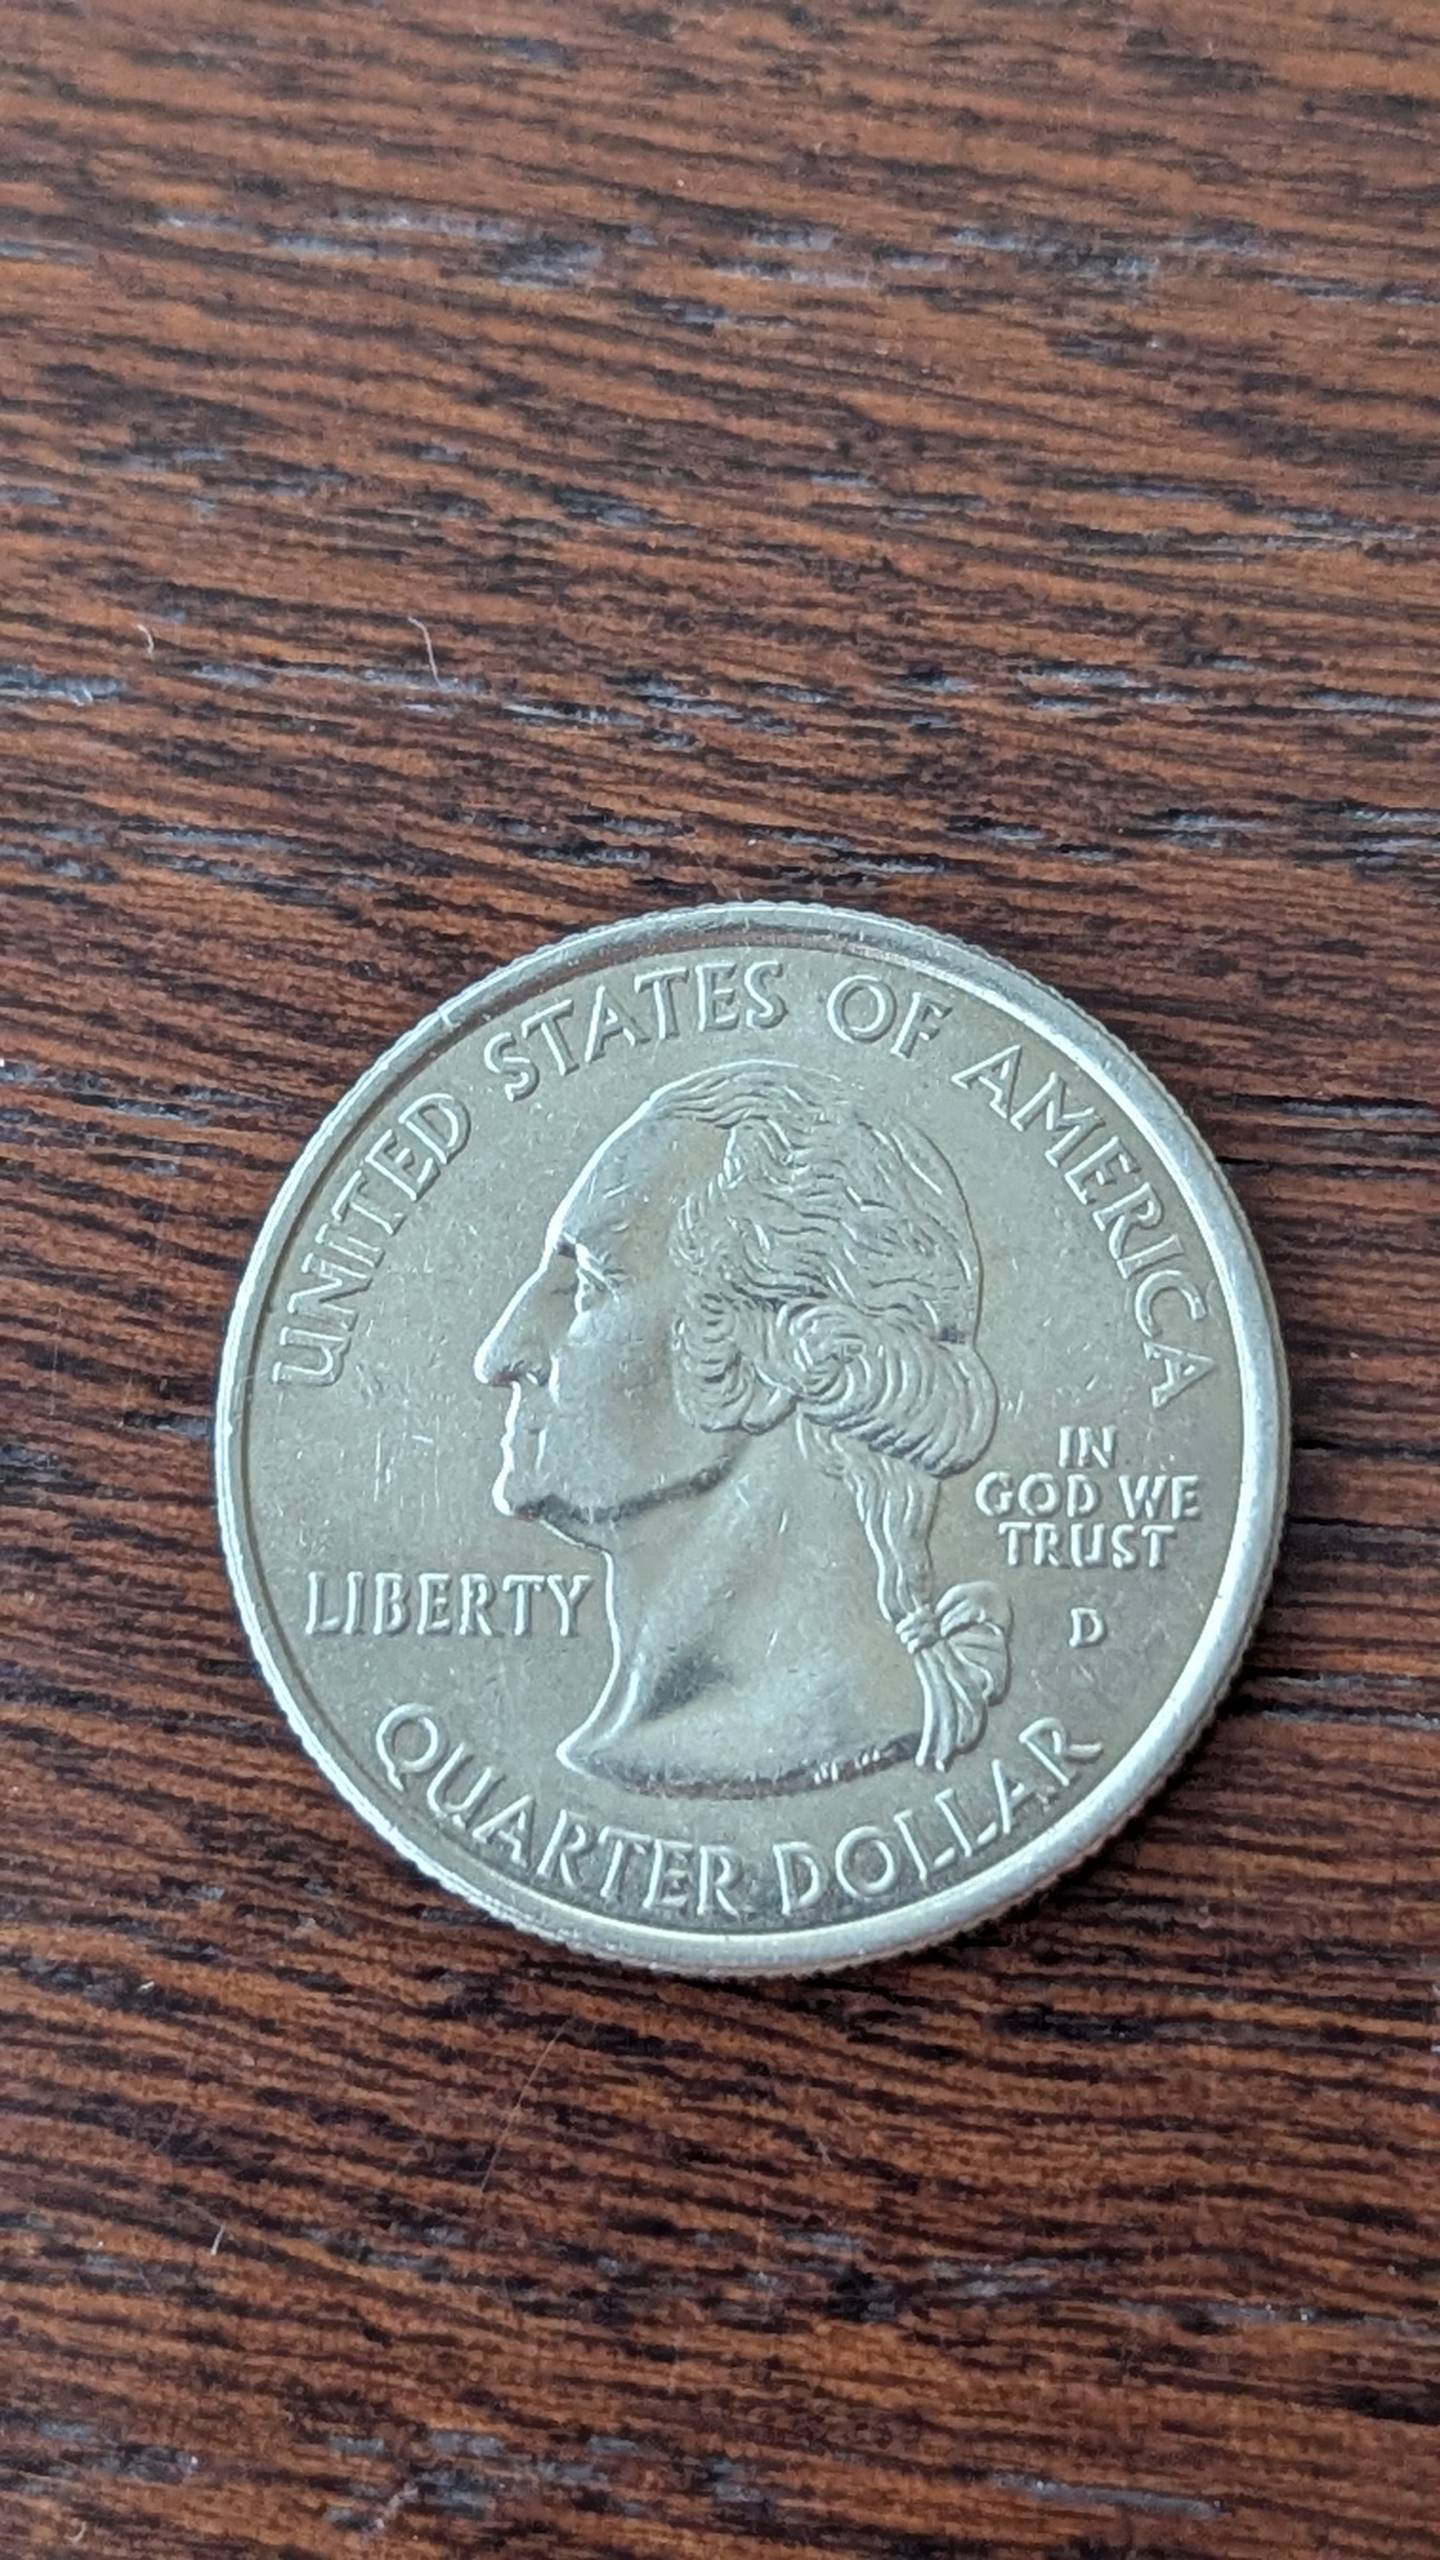 UNITED STATES OF AMERICA
IN
GOD WE
TRUST
LIBERTY
D
QUARTER DOLLAR